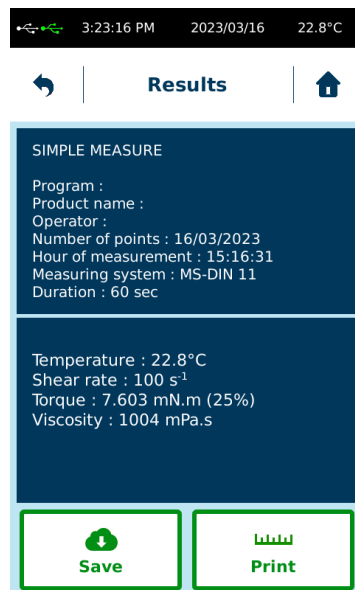 3:23:16 PM 2023/03/16 22.8°C
Results
SIMPLE MEASURE
Program :
Product name :
Operator :
Number of points : 16/03/2023
Hour of measurement : 15:16:31
Measuring system : MS-DIN 11
Duration : 60 sec
Temperature : 22.8°C
Shear rate : 100 s⁻¹
Torque : 7.603 mN.m (25%)
Viscosity : 1004 mPa.s
Save Print